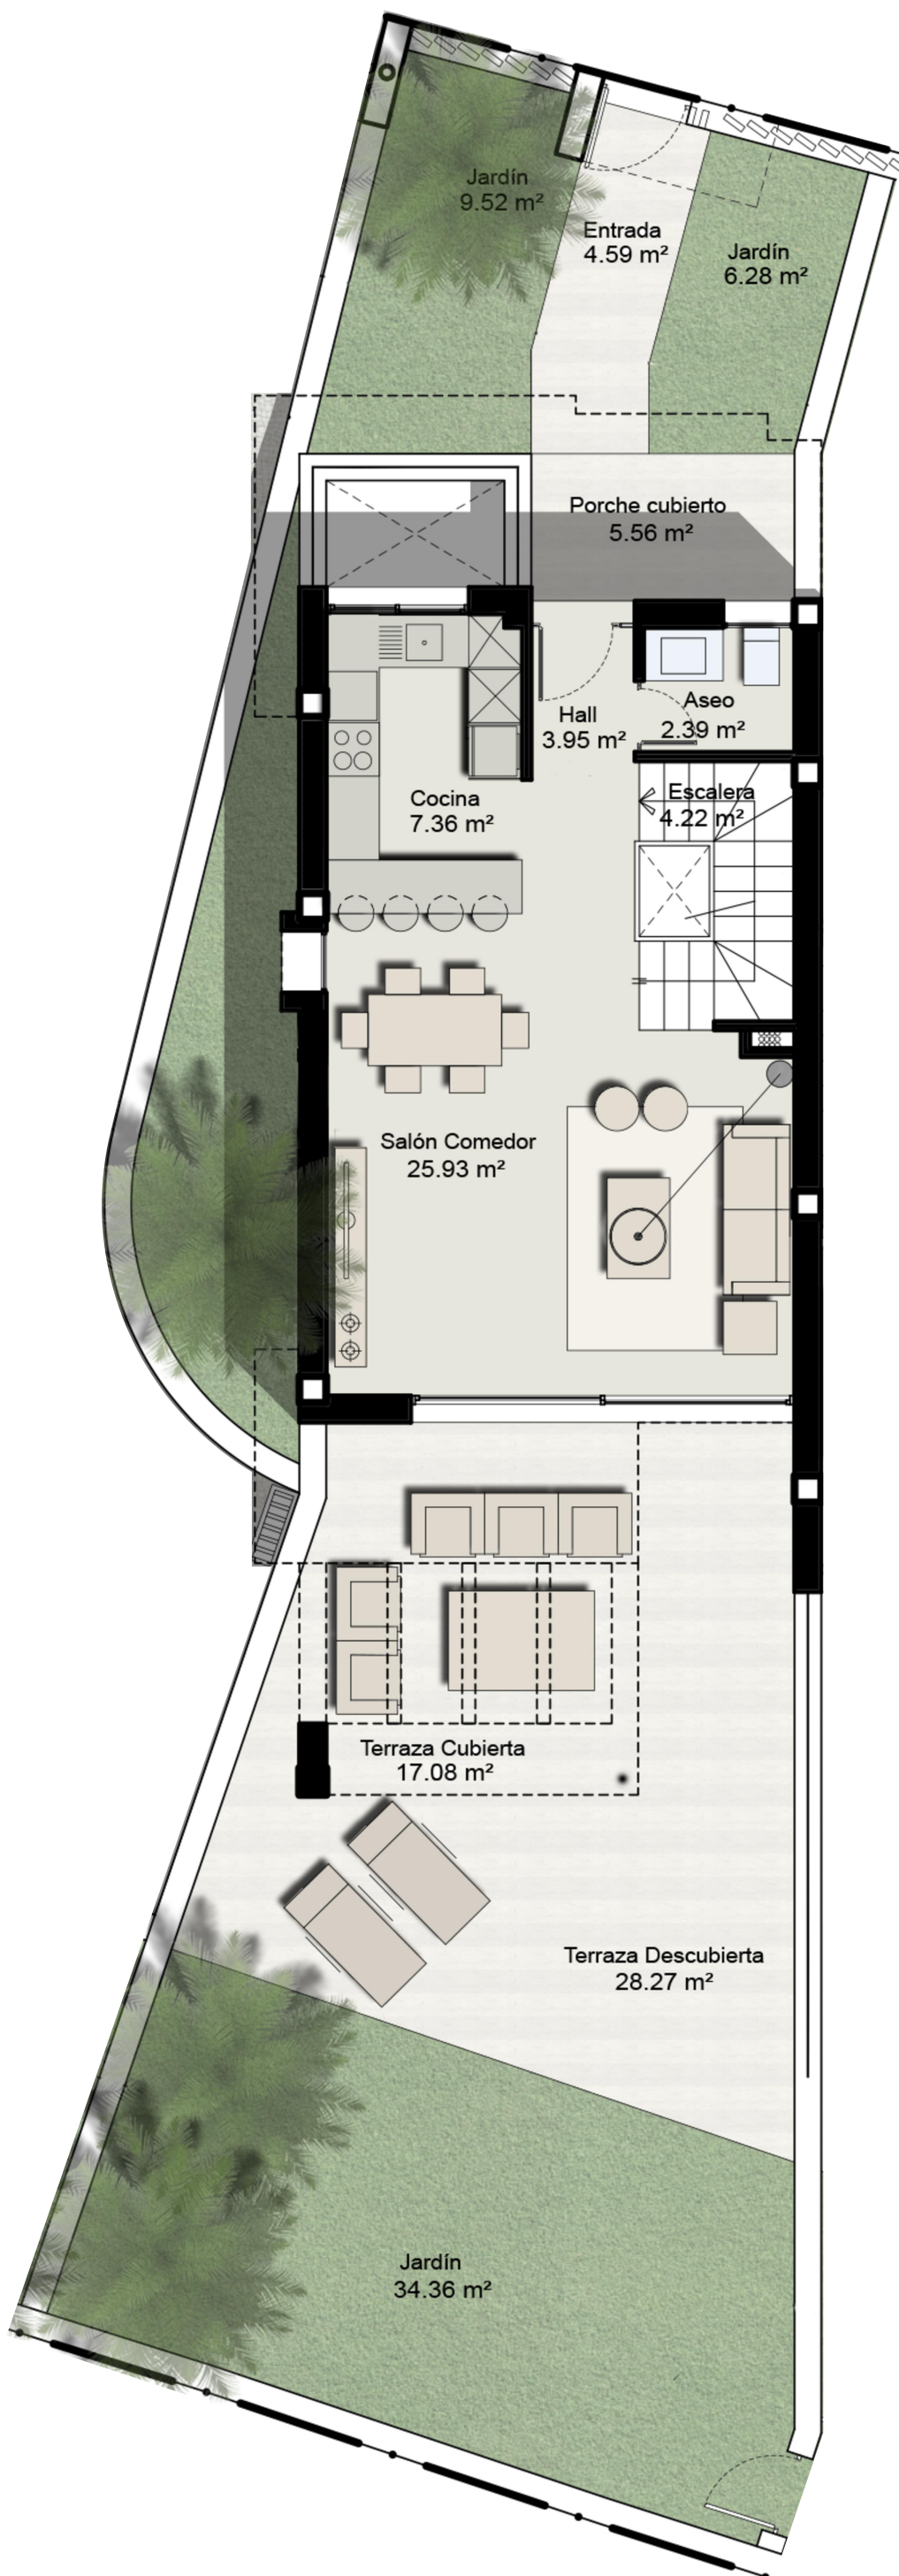 Jardín
9.52 m²
Entrada
4.59 m²
Jardín
6.28 m²
Porche cubierto
5.56 m²
Aseo
2.39 m²
Hall
3.95 m²
Escalera
4.22 m²
Cocina
7.36 m²
Salón Comedor
25.93 m²
Terraza Cubierta
17.08 m²
Terraza Descubierta
28.27 m²
Jardín
34.36 m²